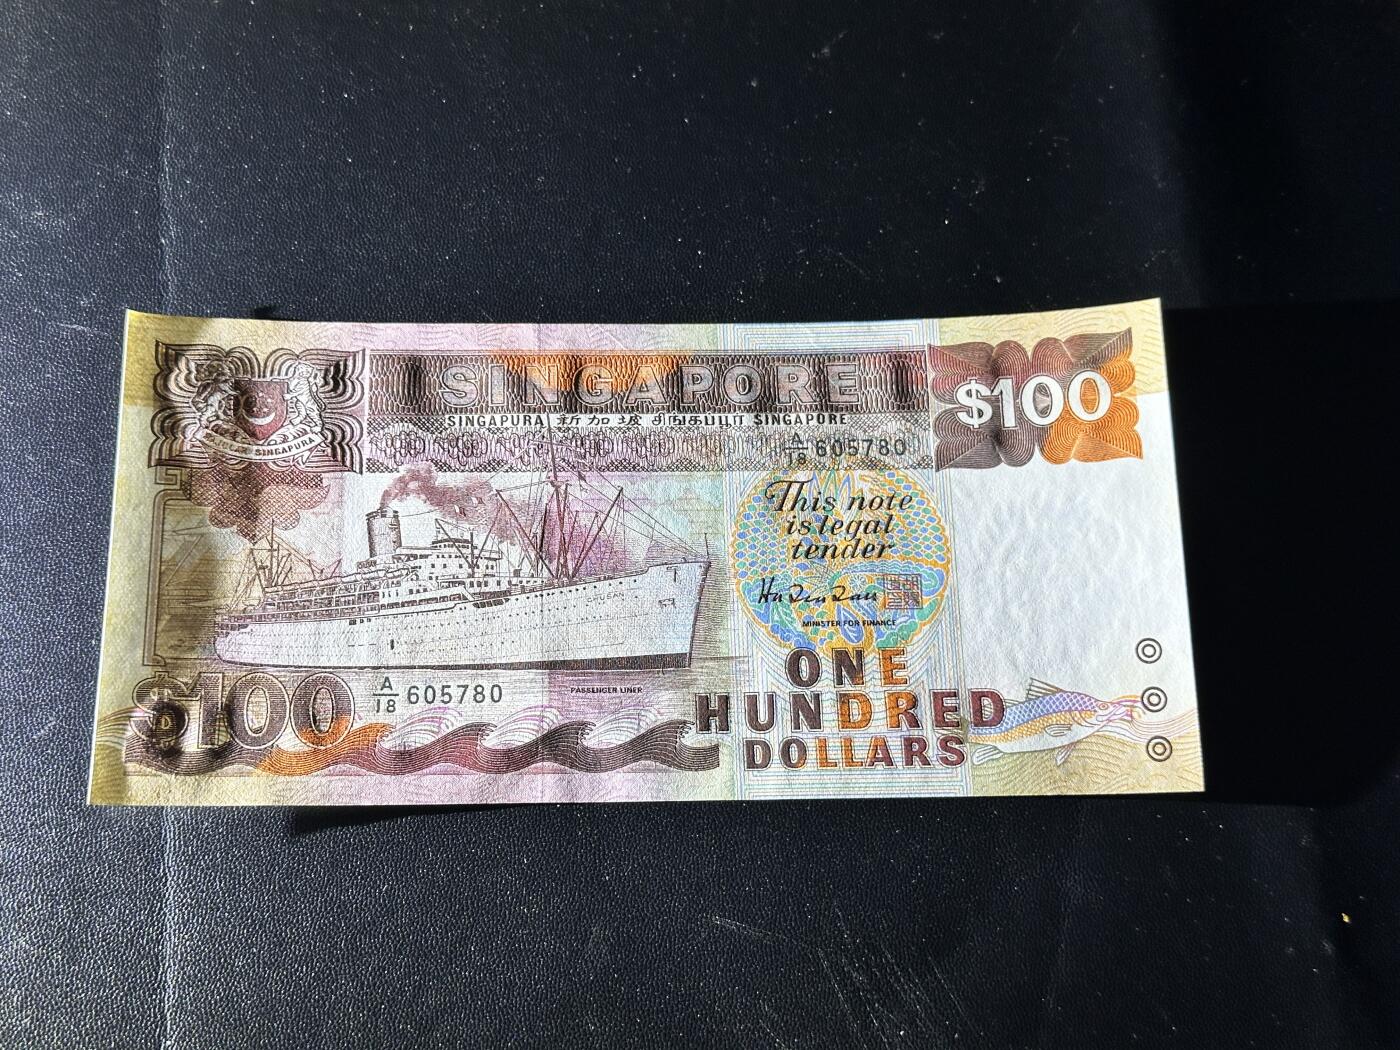 SINGAPORE
SINGAPURA 新加坡 சிங்கப்பூர் SINGAPORE
$100
MAJULAH SINGAPURA
A/18 605780
This note
is legal
tender
MINISTER FOR FINANCE
$100
A/18 605780
PASSENGER LINER
ONE
HUNDRED
DOLLARS